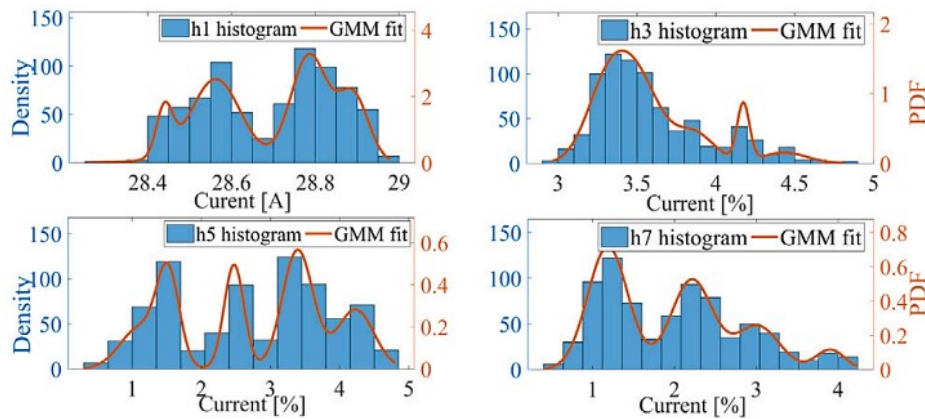 150
h1 histogram GMM fit
4
100
Density
2
50
0
0
28.4 28.6 28.8 29
Curent [A]
150
h3 histogram GMM fit
2
100
1
PDF
50
0
0
3 3.5 4 4.5 5
Curent [%]
150
h5 histogram GMM fit
0.6
100
Density
0.4
50
0.2
0
0
1 2 3 4 5
Current [%]
150
h7 histogram GMM fit
0.8
0.6
100
PDF
0.4
50
0.2
0
0
1 2 3 4
Current [%]